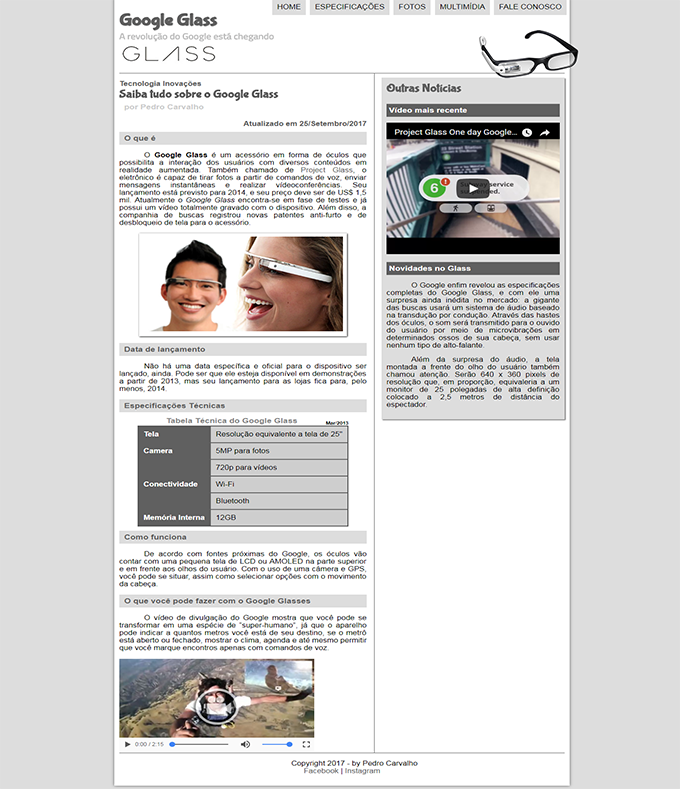 HOME ESPECIFICAÇÕES FOTOS MULTIMÍDIA FALE CONOSCO
Google Glass
A revolução do Google está chegando
GLASS
Tecnologia Inovações
Saiba tudo sobre o Google Glass
por Pedro Carvalho
Atualizado em 25/Setembro/2017
O que é
O Google Glass é um acessório em forma de óculos que
possibilita a interação dos usuários com diversos conteúdos em
realidade aumentada. Também chamado de Project Glass, o
eletrônico é capaz de tirar fotos a partir de comandos de voz, enviar
mensagens instantâneas e realizar vídeoconferências. Seu
lançamento está previsto para 2014, e seu preço deve ser de US$ 1,5
mil. Atualmente o Google Glass encontra-se em fase de testes e já
possui um vídeo totalmente gravado com o dispositivo. Além disso, a
companhia de buscas registrou novas patentes anti-furto e de
desbloqueio de tela para o acessório.
Data de lançamento
Não há uma data específica e oficial para o dispositivo ser
lançado, ainda. Pode ser que ele esteja disponível em demonstrações
a partir de 2013, mas seu lançamento para as lojas fica para, pelo
menos, 2014.
Especificações Técnicas
Tabela Técnica do Google Glass Mar/2013
Tela Resolução equivalente a tela de 25"
Camera 5MP para fotos
720p para vídeos
Conectividade Wi-Fi
Bluetooth
Memória Interna 12GB
Como funciona
De acordo com fontes próximas do Google, os óculos vão
contar com uma pequena tela de LCD ou AMOLED na parte superior
e em frente aos olhos do usuário. Com o uso de uma câmera e GPS,
você pode se situar, assim como selecionar opções com o movimento
da cabeça.
O que você pode fazer com o Google Glasses
O vídeo de divulgação do Google mostra que você pode se
transformar em uma espécie de "super-humano", já que o aparelho
pode indicar a quantos metros você está de seu destino, se o metrô
está aberto ou fechado, mostrar o clima, agenda e até mesmo permitir
que você marque encontros apenas com comandos de voz.
0:00 / 2:15
Outras Notícias
Vídeo mais recente
Project Glass One day Google...
6 1 service
Novidades no Glass
O Google enfim revelou as especificações
completas do Google Glass, e com ele uma
surpresa ainda inédita no mercado: a gigante
das buscas usará um sistema de áudio baseado
na transdução por condução. Através das hastes
dos óculos, o som será transmitido para o ouvido
do usuário por meio de microvibrações em
determinados ossos de sua cabeça, sem usar
nenhum tipo de alto-falante.
Além da surpresa do áudio, a tela
montada a frente do olho do usuário também
chamou atenção. Serão 640 x 360 pixels de
resolução que, em proporção, equivaleria a um
monitor de 25 polegadas de alta definição
colocado a 2,5 metros de distância do
espectador.
Copyright 2017 - by Pedro Carvalho
Facebook | Instagram